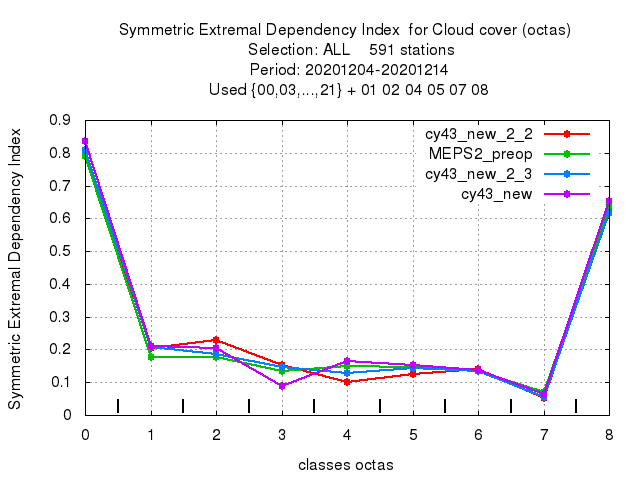 Symmetric Extremal Dependency Index  for Cloud cover (octas)
Selection: ALL    591 stations
Period: 20201204-20201214
Used {00,03,...,21} + 01 02 04 05 07 08
Symmetric Extremal Dependency Index
0.9
0.8
0.7
0.6
0.5
0.4
0.3
0.2
0.1
0
cy43_new_2_2
MEPS2_preop
cy43_new_2_3
cy43_new
0 1 2 3 4 5 6 7 8
classes octas